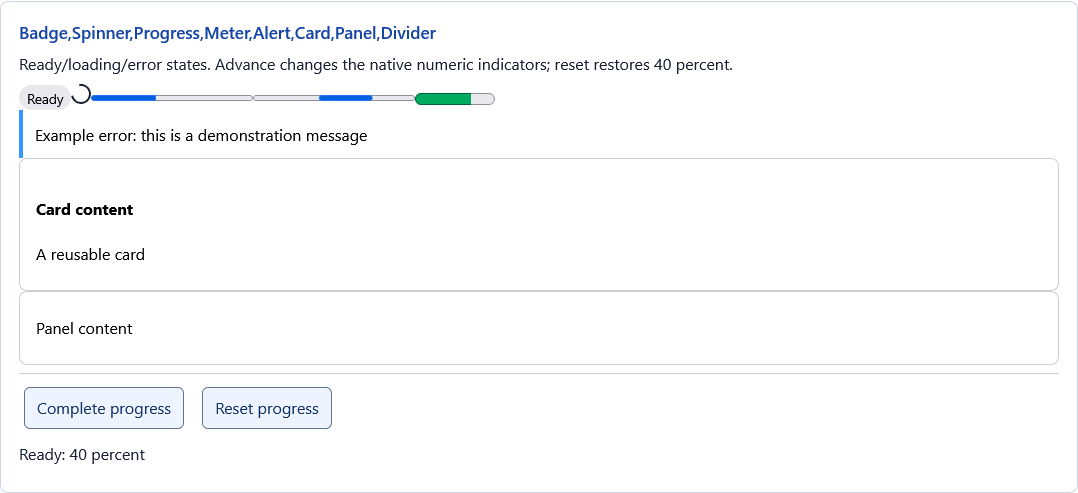 Badge,Spinner,Progress,Meter,Alert,Card,Panel,Divider
Ready/loading/error states. Advance changes the native numeric indicators; reset restores 40 percent.
Ready
Example error: this is a demonstration message
Card content
A reusable card
Panel content
Complete progress Reset progress
Ready: 40 percent